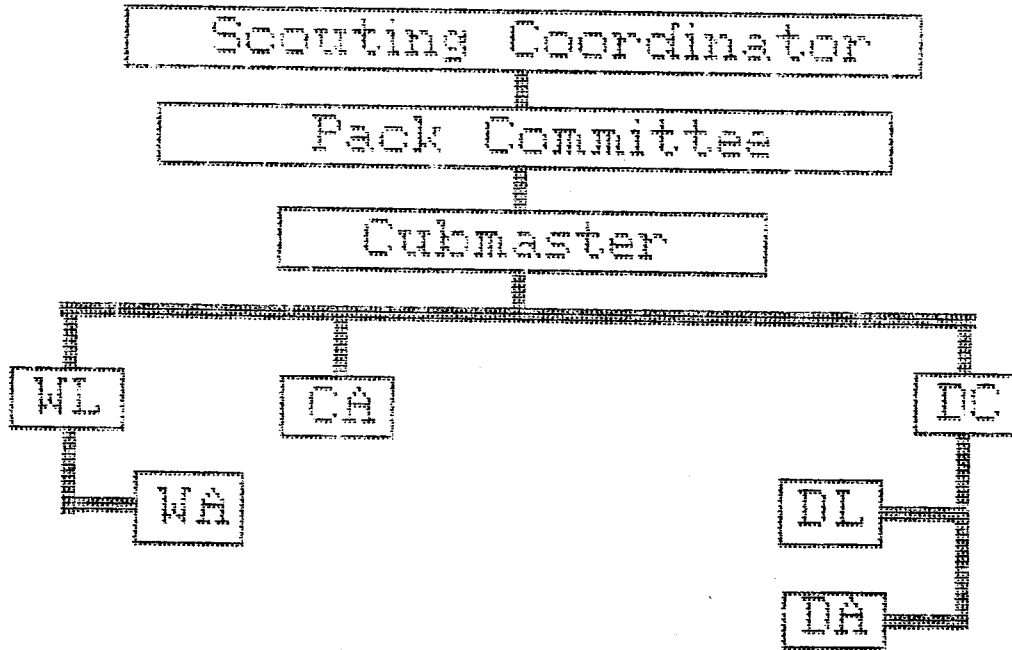 Scouting Coordinator
Pack Committee
Cubmaster
WL
CA
DC
WA
DL
DA